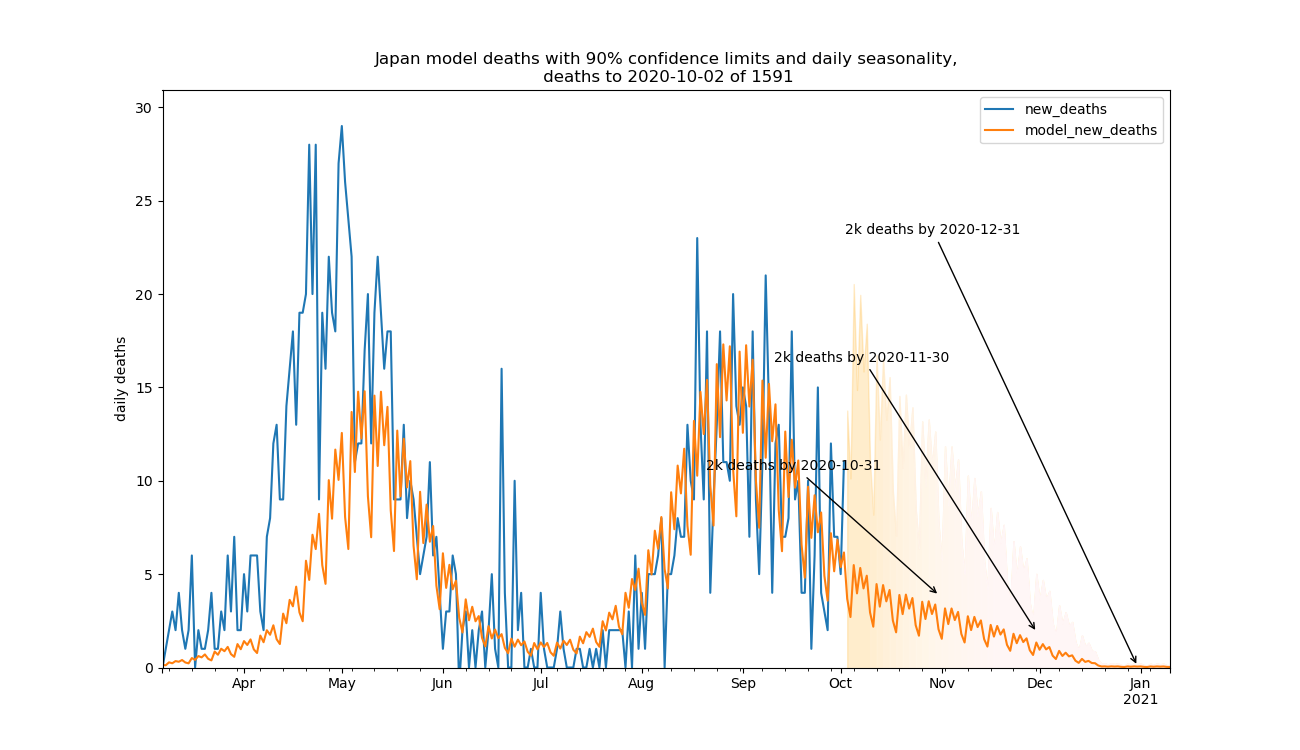 Japan model deaths with 90% confidence limits and daily seasonality,
deaths to 2020-10-02 of 1591
30
25
20
15
10
5
0
daily deaths
new_deaths
model_new_deaths
2k deaths by 2020-12-31
2k deaths by 2020-11-30
2k deaths by 2020-10-31
Apr
May
Jun
Jul
Aug
Sep
Oct
Nov
Dec
Jan
2021